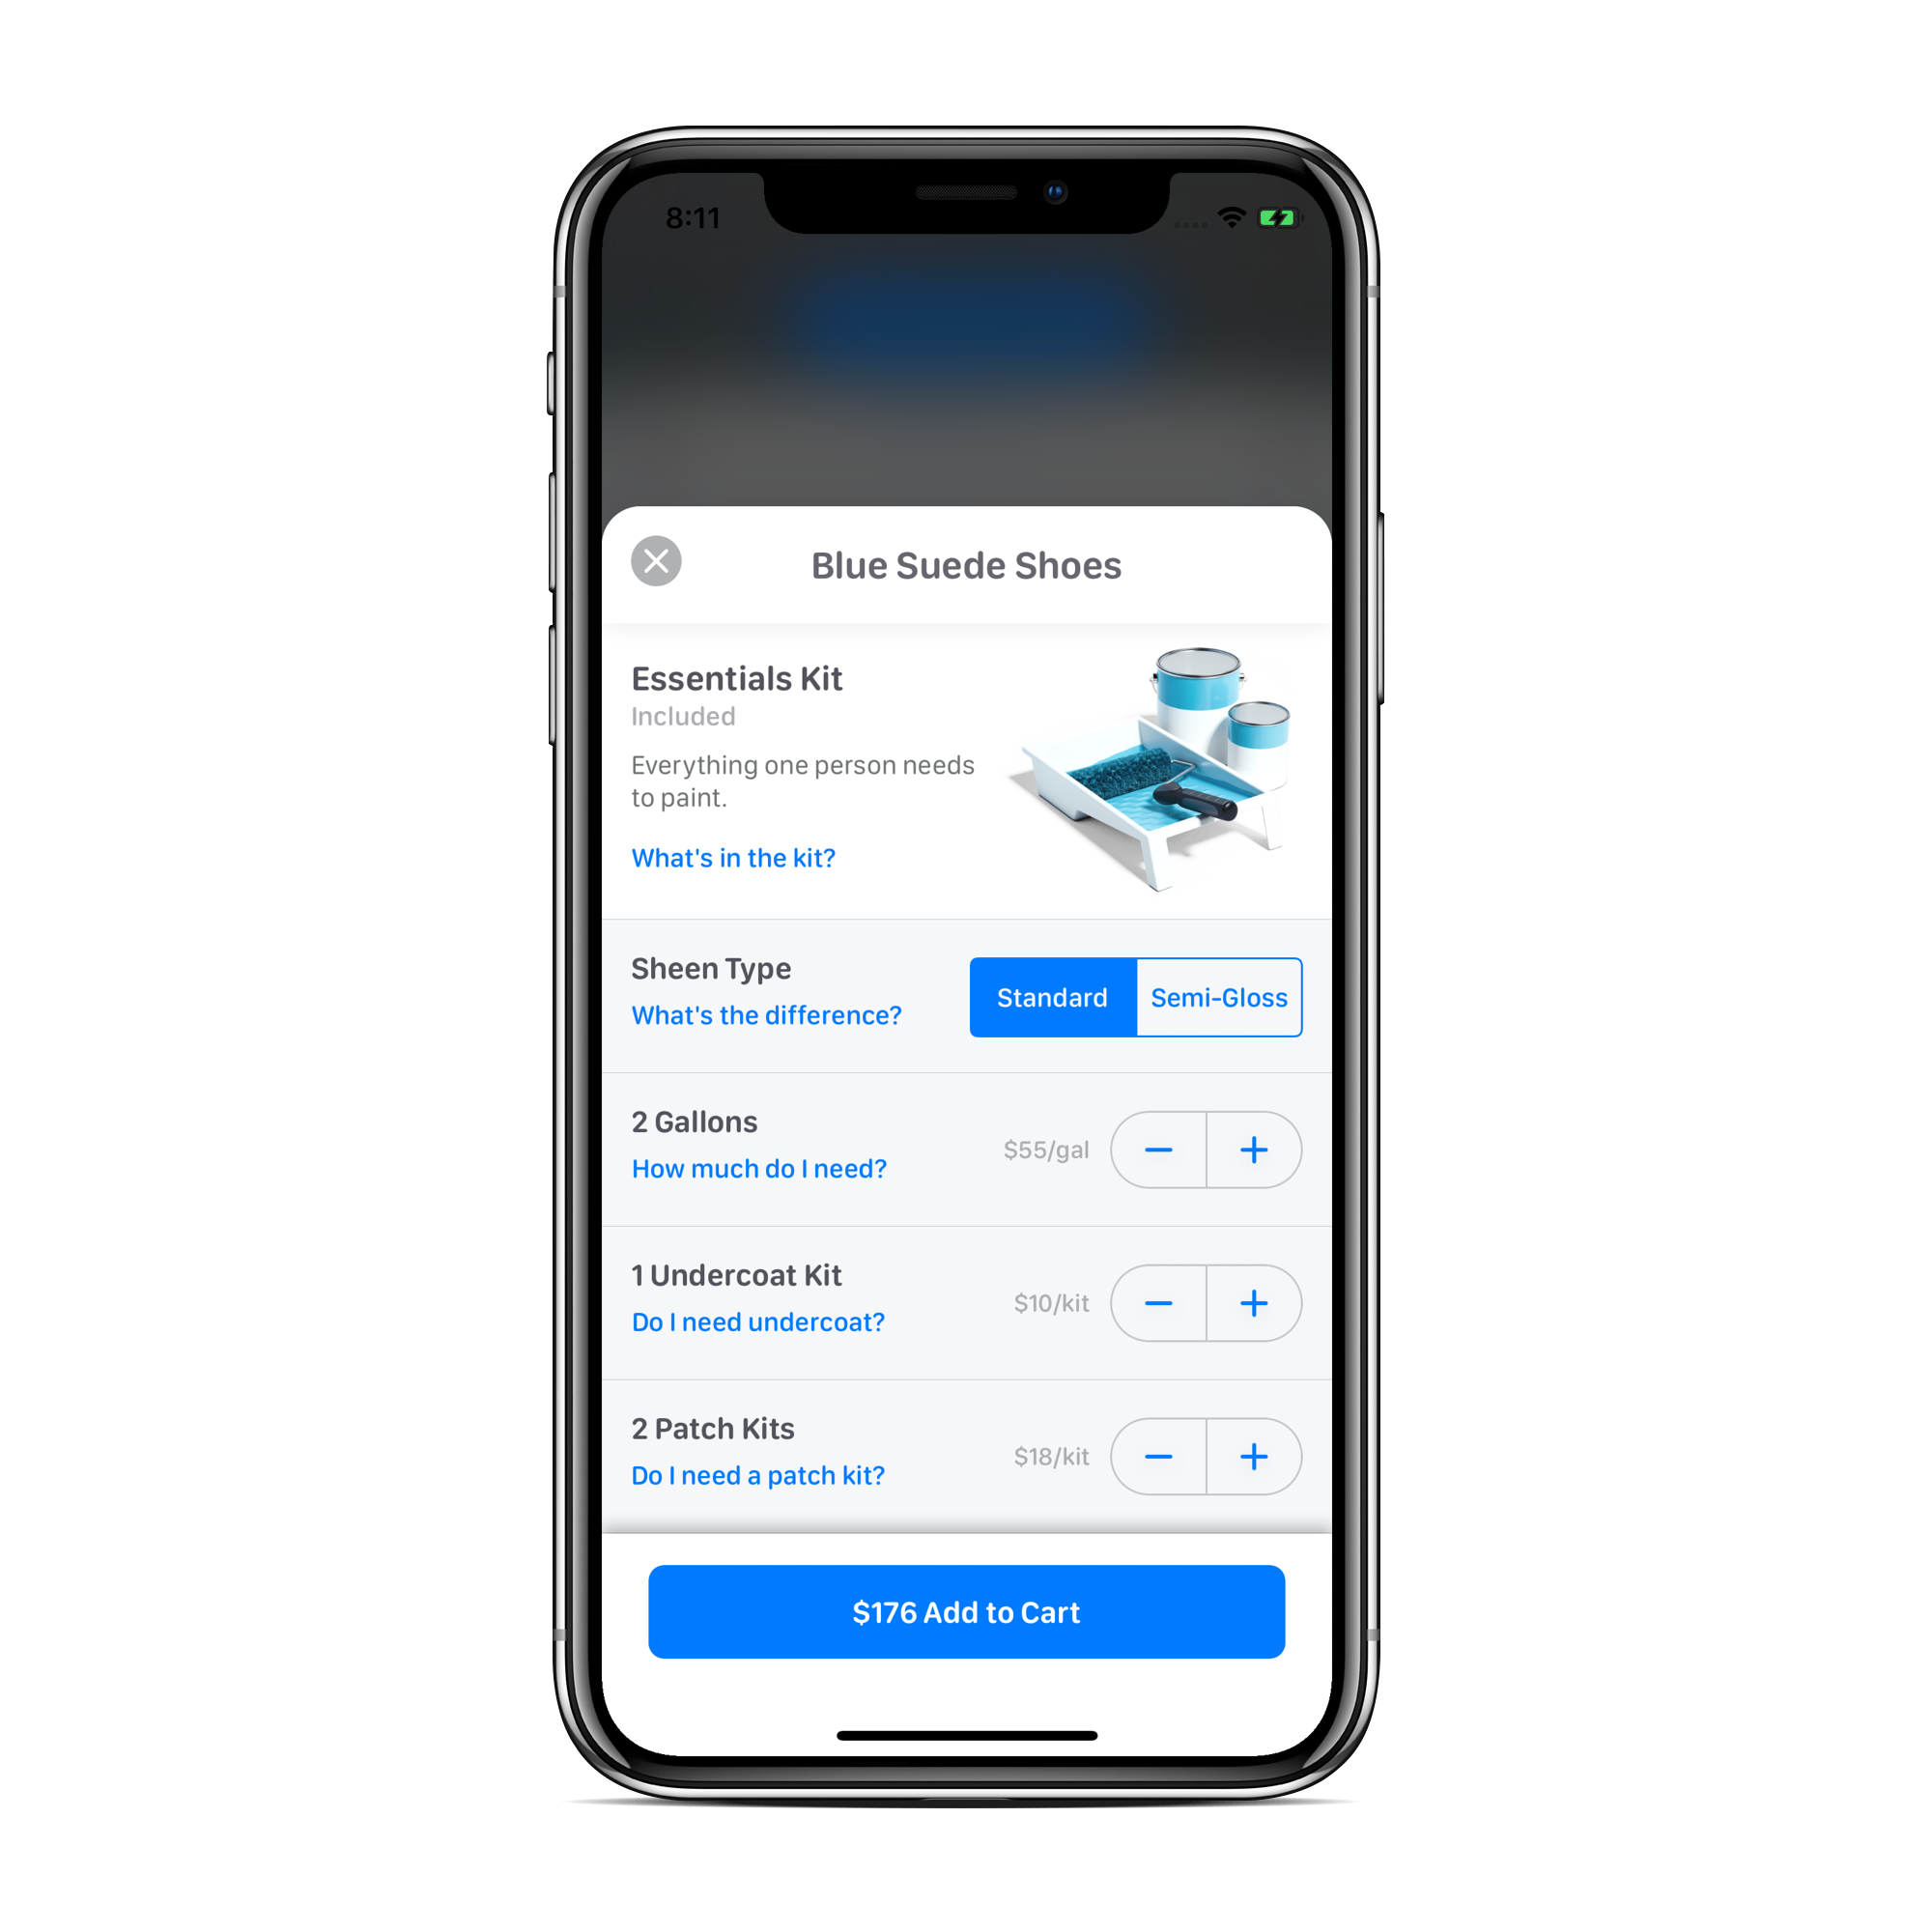 8:11
Blue Suede Shoes
Essentials Kit
Included
Everything one person needs
to paint.
What's in the kit?
Sheen Type
What's the difference?
Standard
Semi-Gloss
2 Gallons
How much do I need?
$55/gal
1 Undercoat Kit
Do I need undercoat?
$10/kit
2 Patch Kits
Do I need a patch kit?
$18/kit
$176 Add to Cart